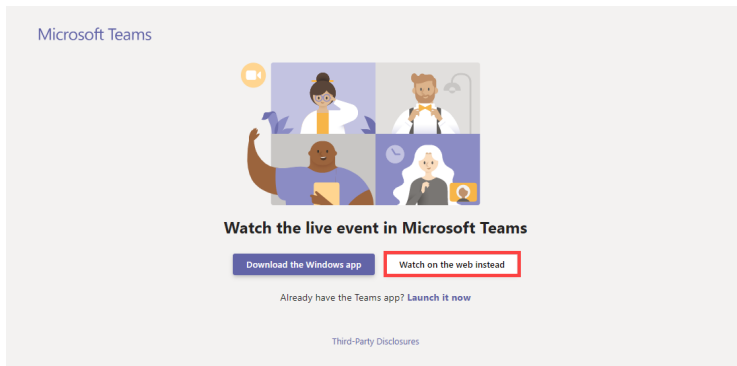 Microsoft Teams
Watch the live event in Microsoft Teams
Download the Windows app
Watch on the web instead
Already have the Teams app? Launch it now
Third-Party Disclosures